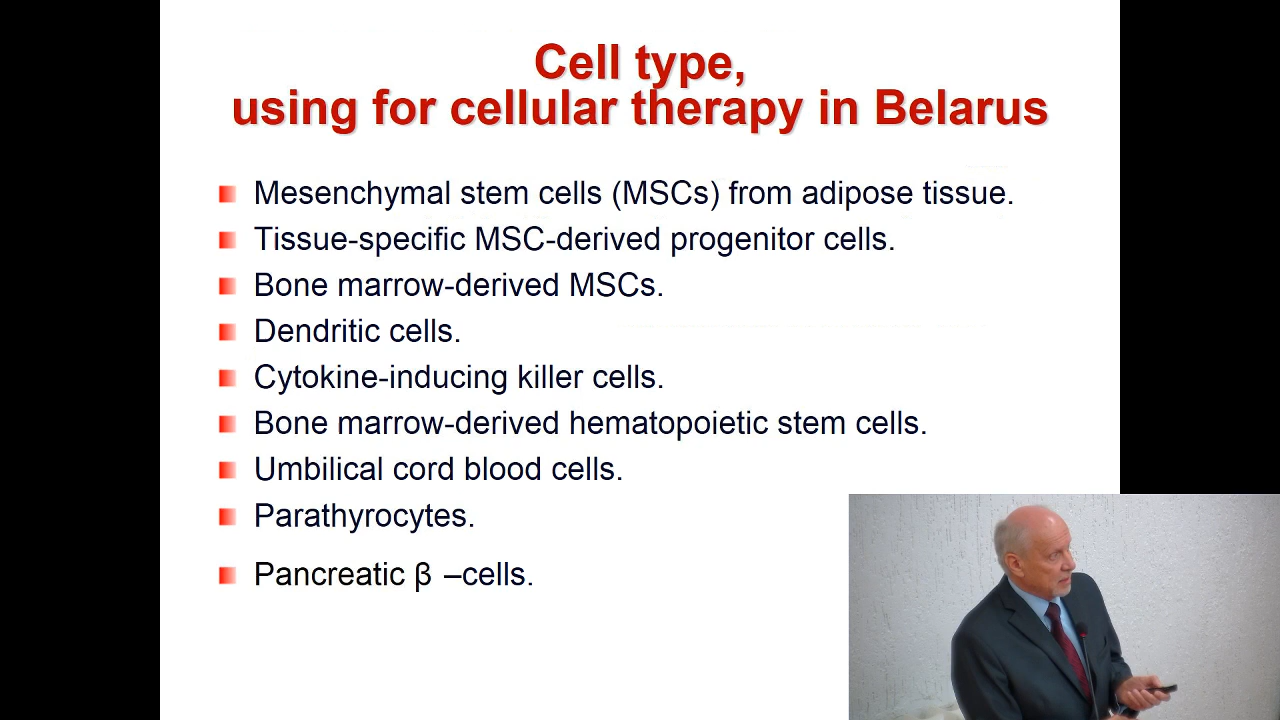 Cell type,
using for cellular therapy in Belarus
Mesenchymal stem cells (MSCs) from adipose tissue.
Tissue-specific MSC-derived progenitor cells.
Bone marrow-derived MSCs.
Dendritic cells.
Cytokine-inducing killer cells.
Bone marrow-derived hematopoietic stem cells.
Umbilical cord blood cells.
Parathyrocytes.
Pancreatic β –cells.